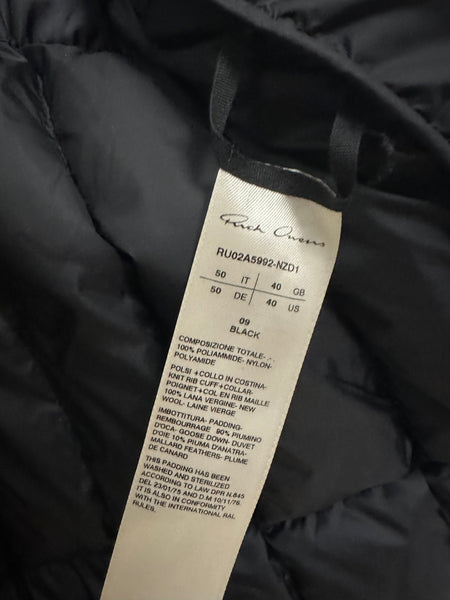 Rick Owens
RU02A5992-NZD1
50 IT 40 GB
50 DE 40 US
09
BLACK
COMPOSIZIONE TOTALE-
100% POLIAMMIDE-NYLON-
POLYAMIDE
POLSI+COLLO IN COSTINA-
KNIT RIB CUFF+COLLAR-
POIGNET+COL EN RIB MAILLE
100% LANA VERGINE- NEW
WOOL- LAINE VIERGE
IMBOTTITURA- PADDING-
REMBOURRAGE 90% PIUMINO
D'OCA- GOOSE DOWN- DUVET
D'OIE 10% PIUMA D'ANATRA-
MALLARD FEATHERS- PLUME
DE CANARD
THIS PADDING HAS BEEN
WASHED AND STERILIZED
ACCORDING TO LAW DPR N.845
DEL 23/01/75 AND D.M 10/11/76.
IT IS ALSO IN CONFORMITY
WITH THE INTERNATIONAL RAL
RULES.